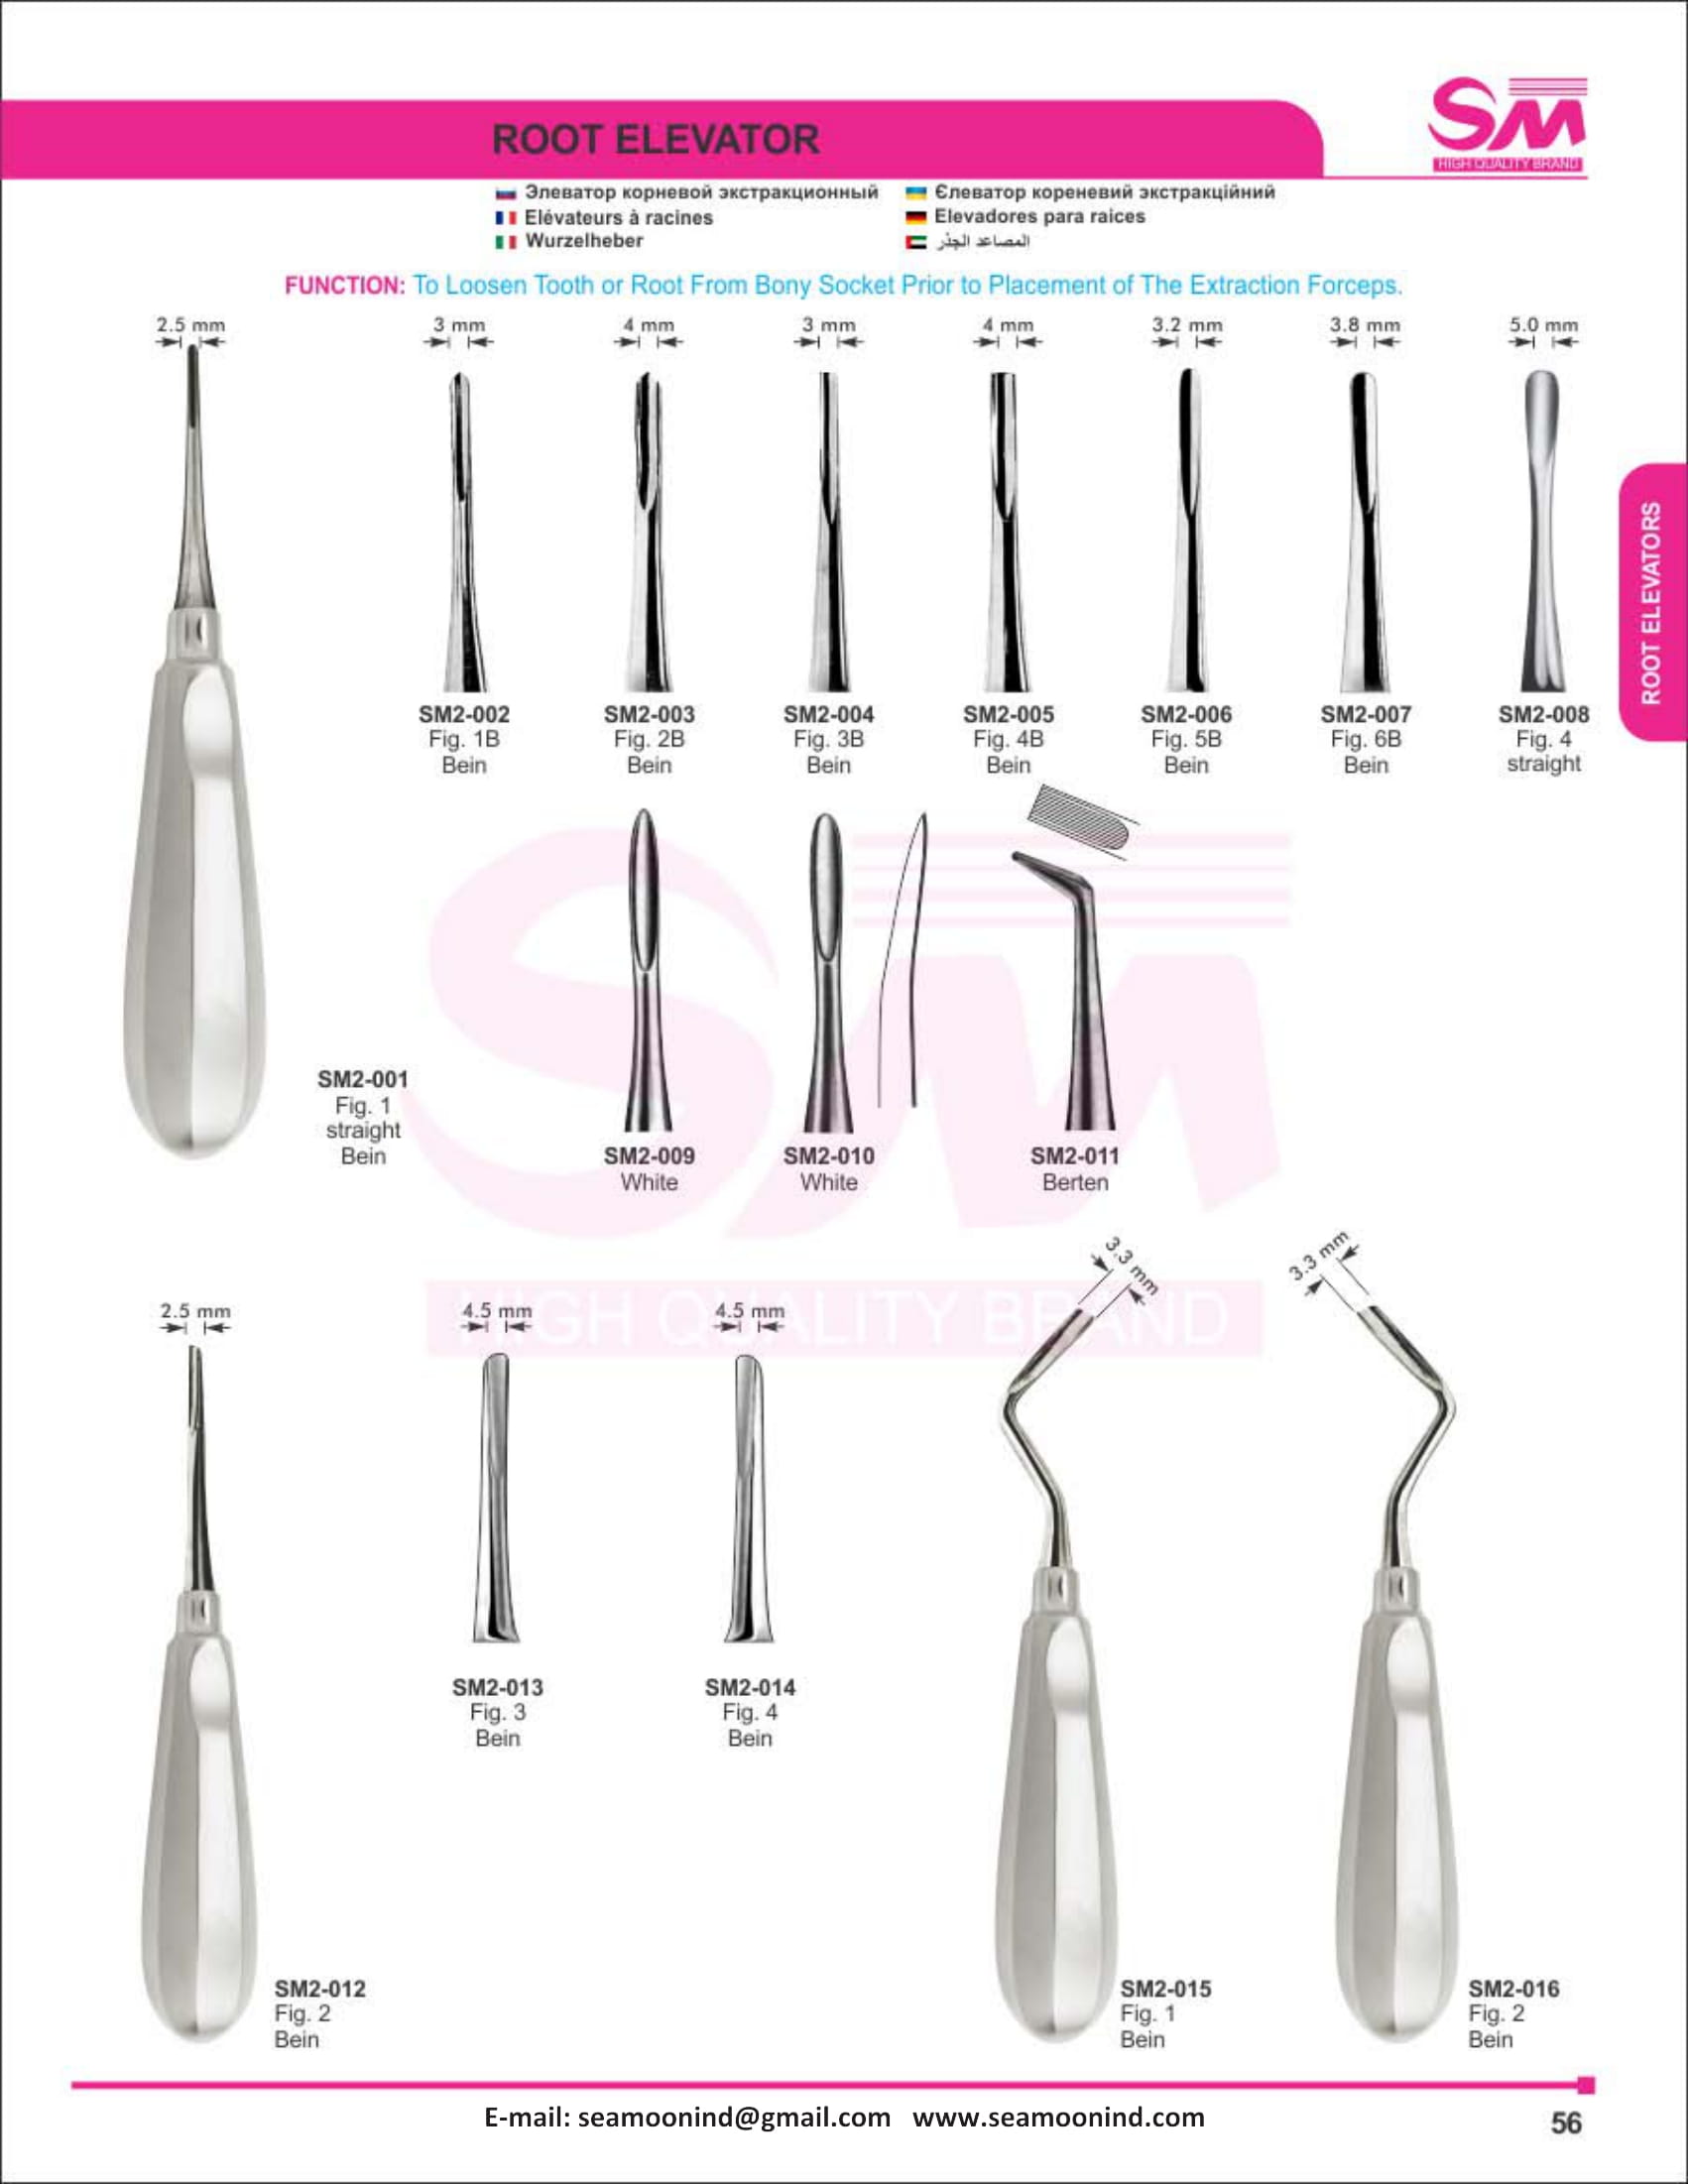 SM
HIGH QUALITY BRAND
ROOT ELEVATOR
Элеватор корневой экстракционный
Єлеватор кореневий экстракційний
Elévateurs à racines
Elevadores para raices
Wurzelheber
المصاعد الجذر
FUNCTION: To Loosen Tooth or Root From Bony Socket Prior to Placement of The Extraction Forceps.
2.5 mm
3 mm
4 mm
3 mm
4 mm
3.2 mm
3.8 mm
5.0 mm
ROOT ELEVATORS
SM2-002
Fig. 1B
Bein
SM2-003
Fig. 2B
Bein
SM2-004
Fig. 3B
Bein
SM2-005
Fig. 4B
Bein
SM2-006
Fig. 5B
Bein
SM2-007
Fig. 6B
Bein
SM2-008
Fig. 4
straight
SM2-001
Fig. 1
straight
Bein
SM2-009
White
SM2-010
White
SM2-011
Berten
SM
HIGH QUALITY BRAND
2.5 mm
4.5 mm
4.5 mm
3.3 mm
3.3 mm
SM2-013
Fig. 3
Bein
SM2-014
Fig. 4
Bein
SM2-012
Fig. 2
Bein
SM2-015
Fig. 1
Bein
SM2-016
Fig. 2
Bein
E-mail: seamoonind@gmail.com www.seamoonind.com
56